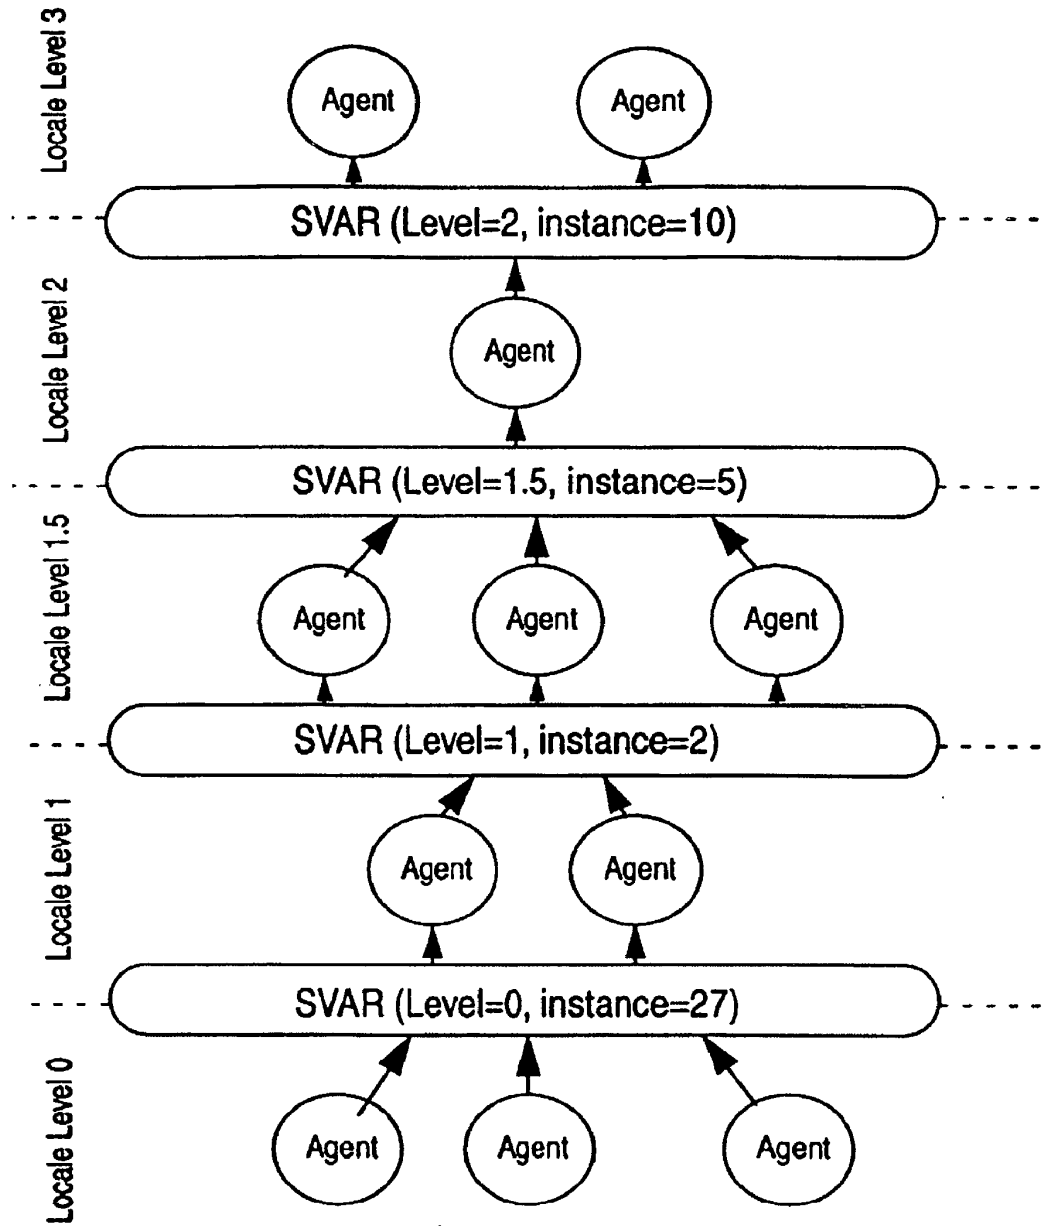 Locale Level 3
Agent
Agent
SVAR (Level=2, instance=10)
Locale Level 2
Agent
SVAR (Level=1.5, instance=5)
Locale Level 1.5
Agent
Agent
Agent
SVAR (Level=1, instance=2)
Locale Level 1
Agent
Agent
SVAR (Level=0, instance=27)
Locale Level 0
Agent
Agent
Agent